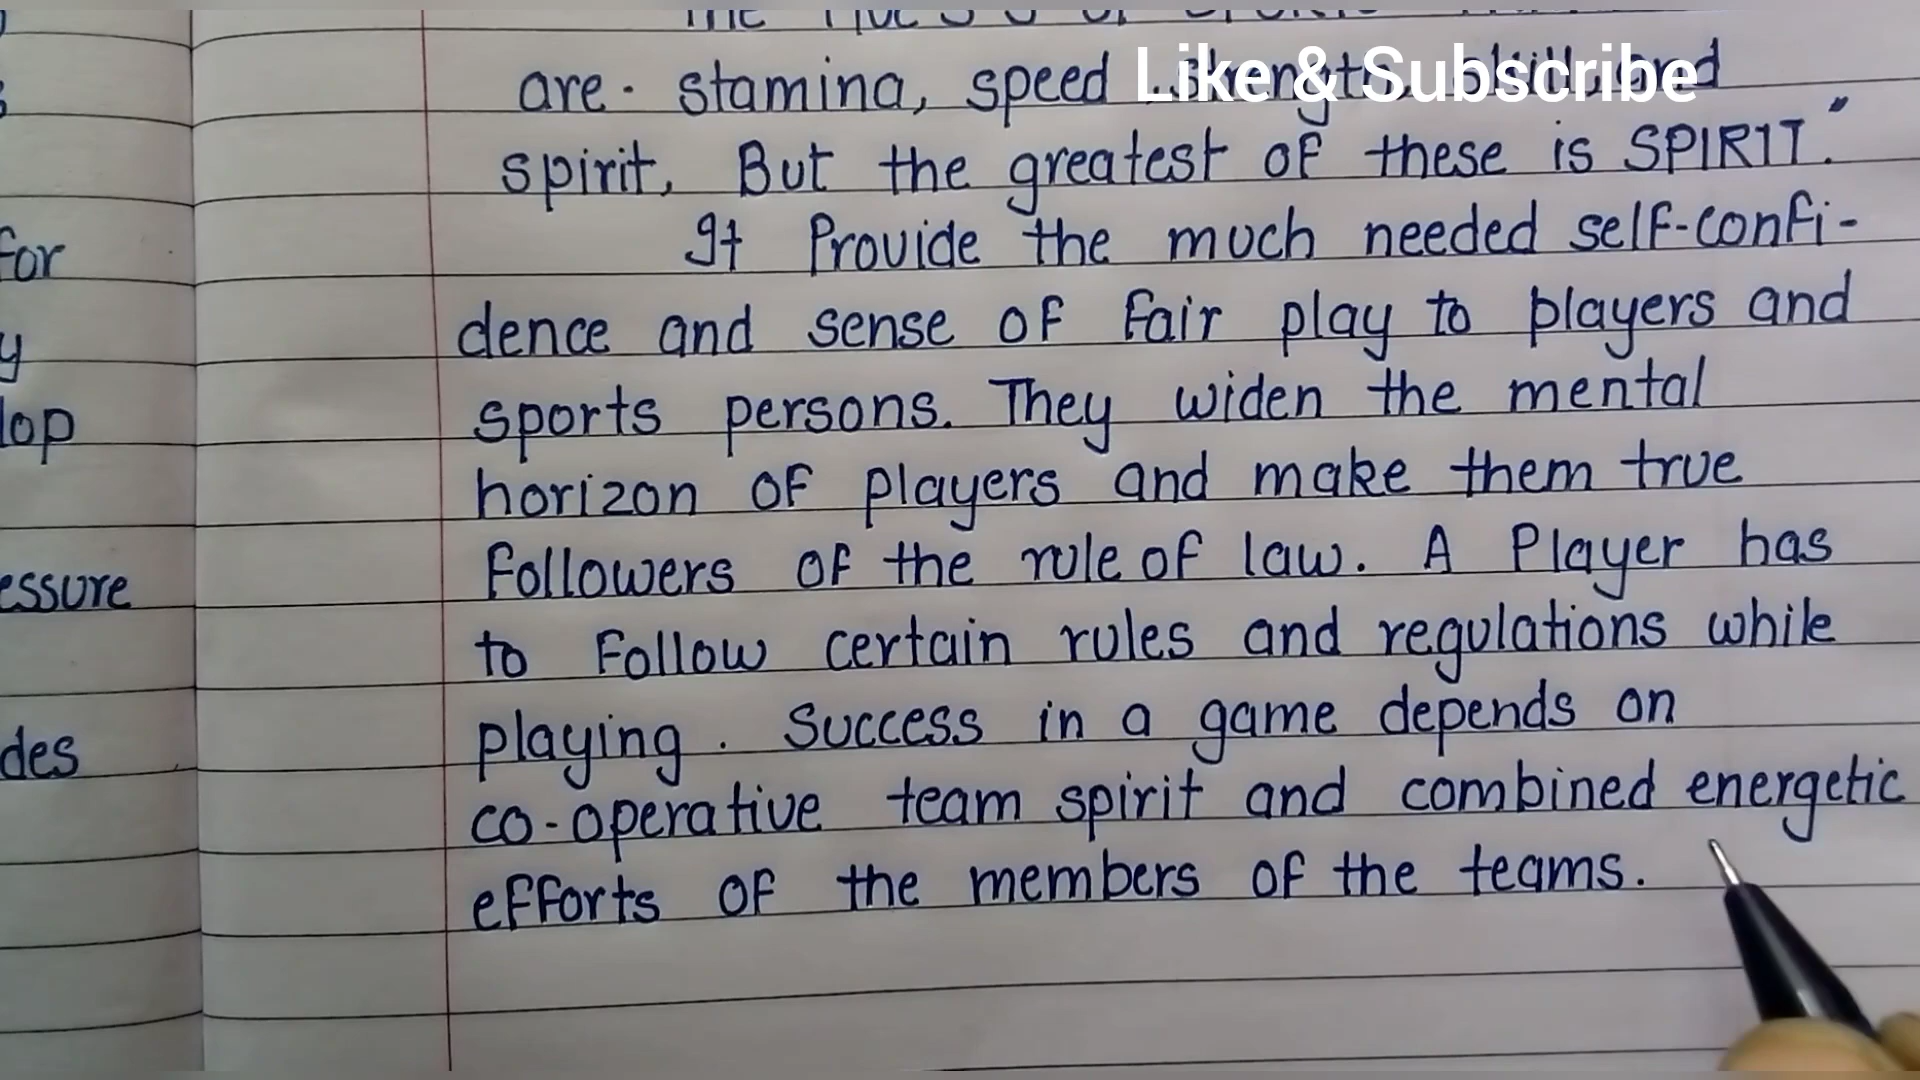 are. stamina, speed
Like & Subscribe
spirit, But the greatest of these is SPIRIT."
It Provide the much needed self-confi-
dence and sense of fair play to players and
sports persons. They widen the mental
horizon of players and make them true
followers of the rule of law. A Player has
to Follow certain rules and regulations while
playing. Success in a game depends on
co-operative team spirit and combined energetic
efforts of the members of the teams.
for
y
lop
essure
des